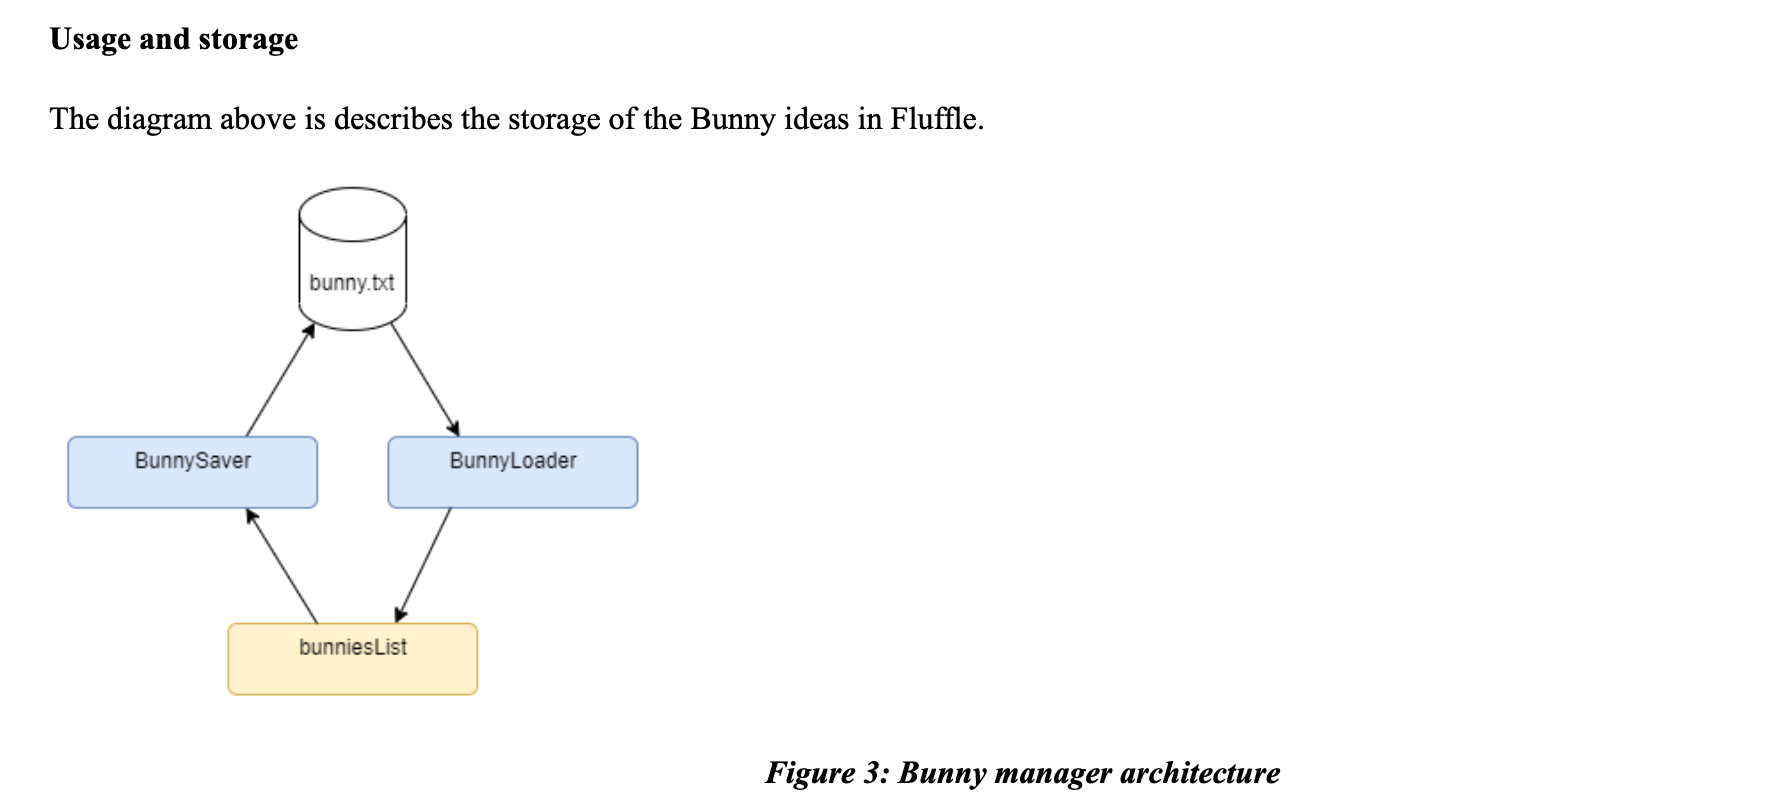 Usage and storage
The diagram above is describes the storage of the Bunny ideas in Fluffle.
bunny.txt
BunnySaver
BunnyLoader
bunniesList
Figure 3: Bunny manager architecture